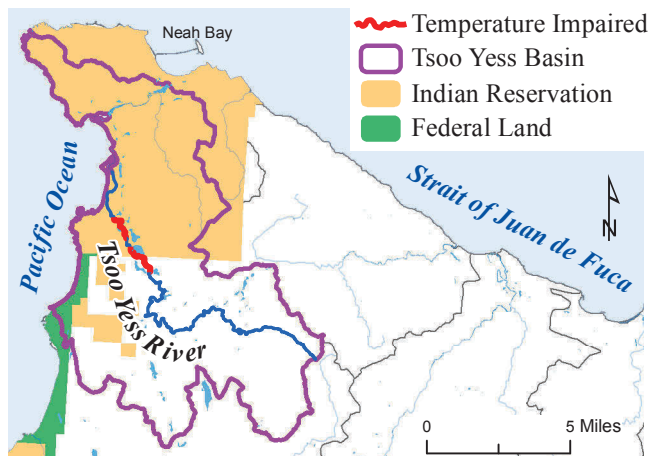 Neah Bay
Temperature Impaired
Tsoo Yess Basin
Indian Reservation
Federal Land
Pacific Ocean
Strait of Juan de Fuca
N
Tsoo Yess River
0 5 Miles